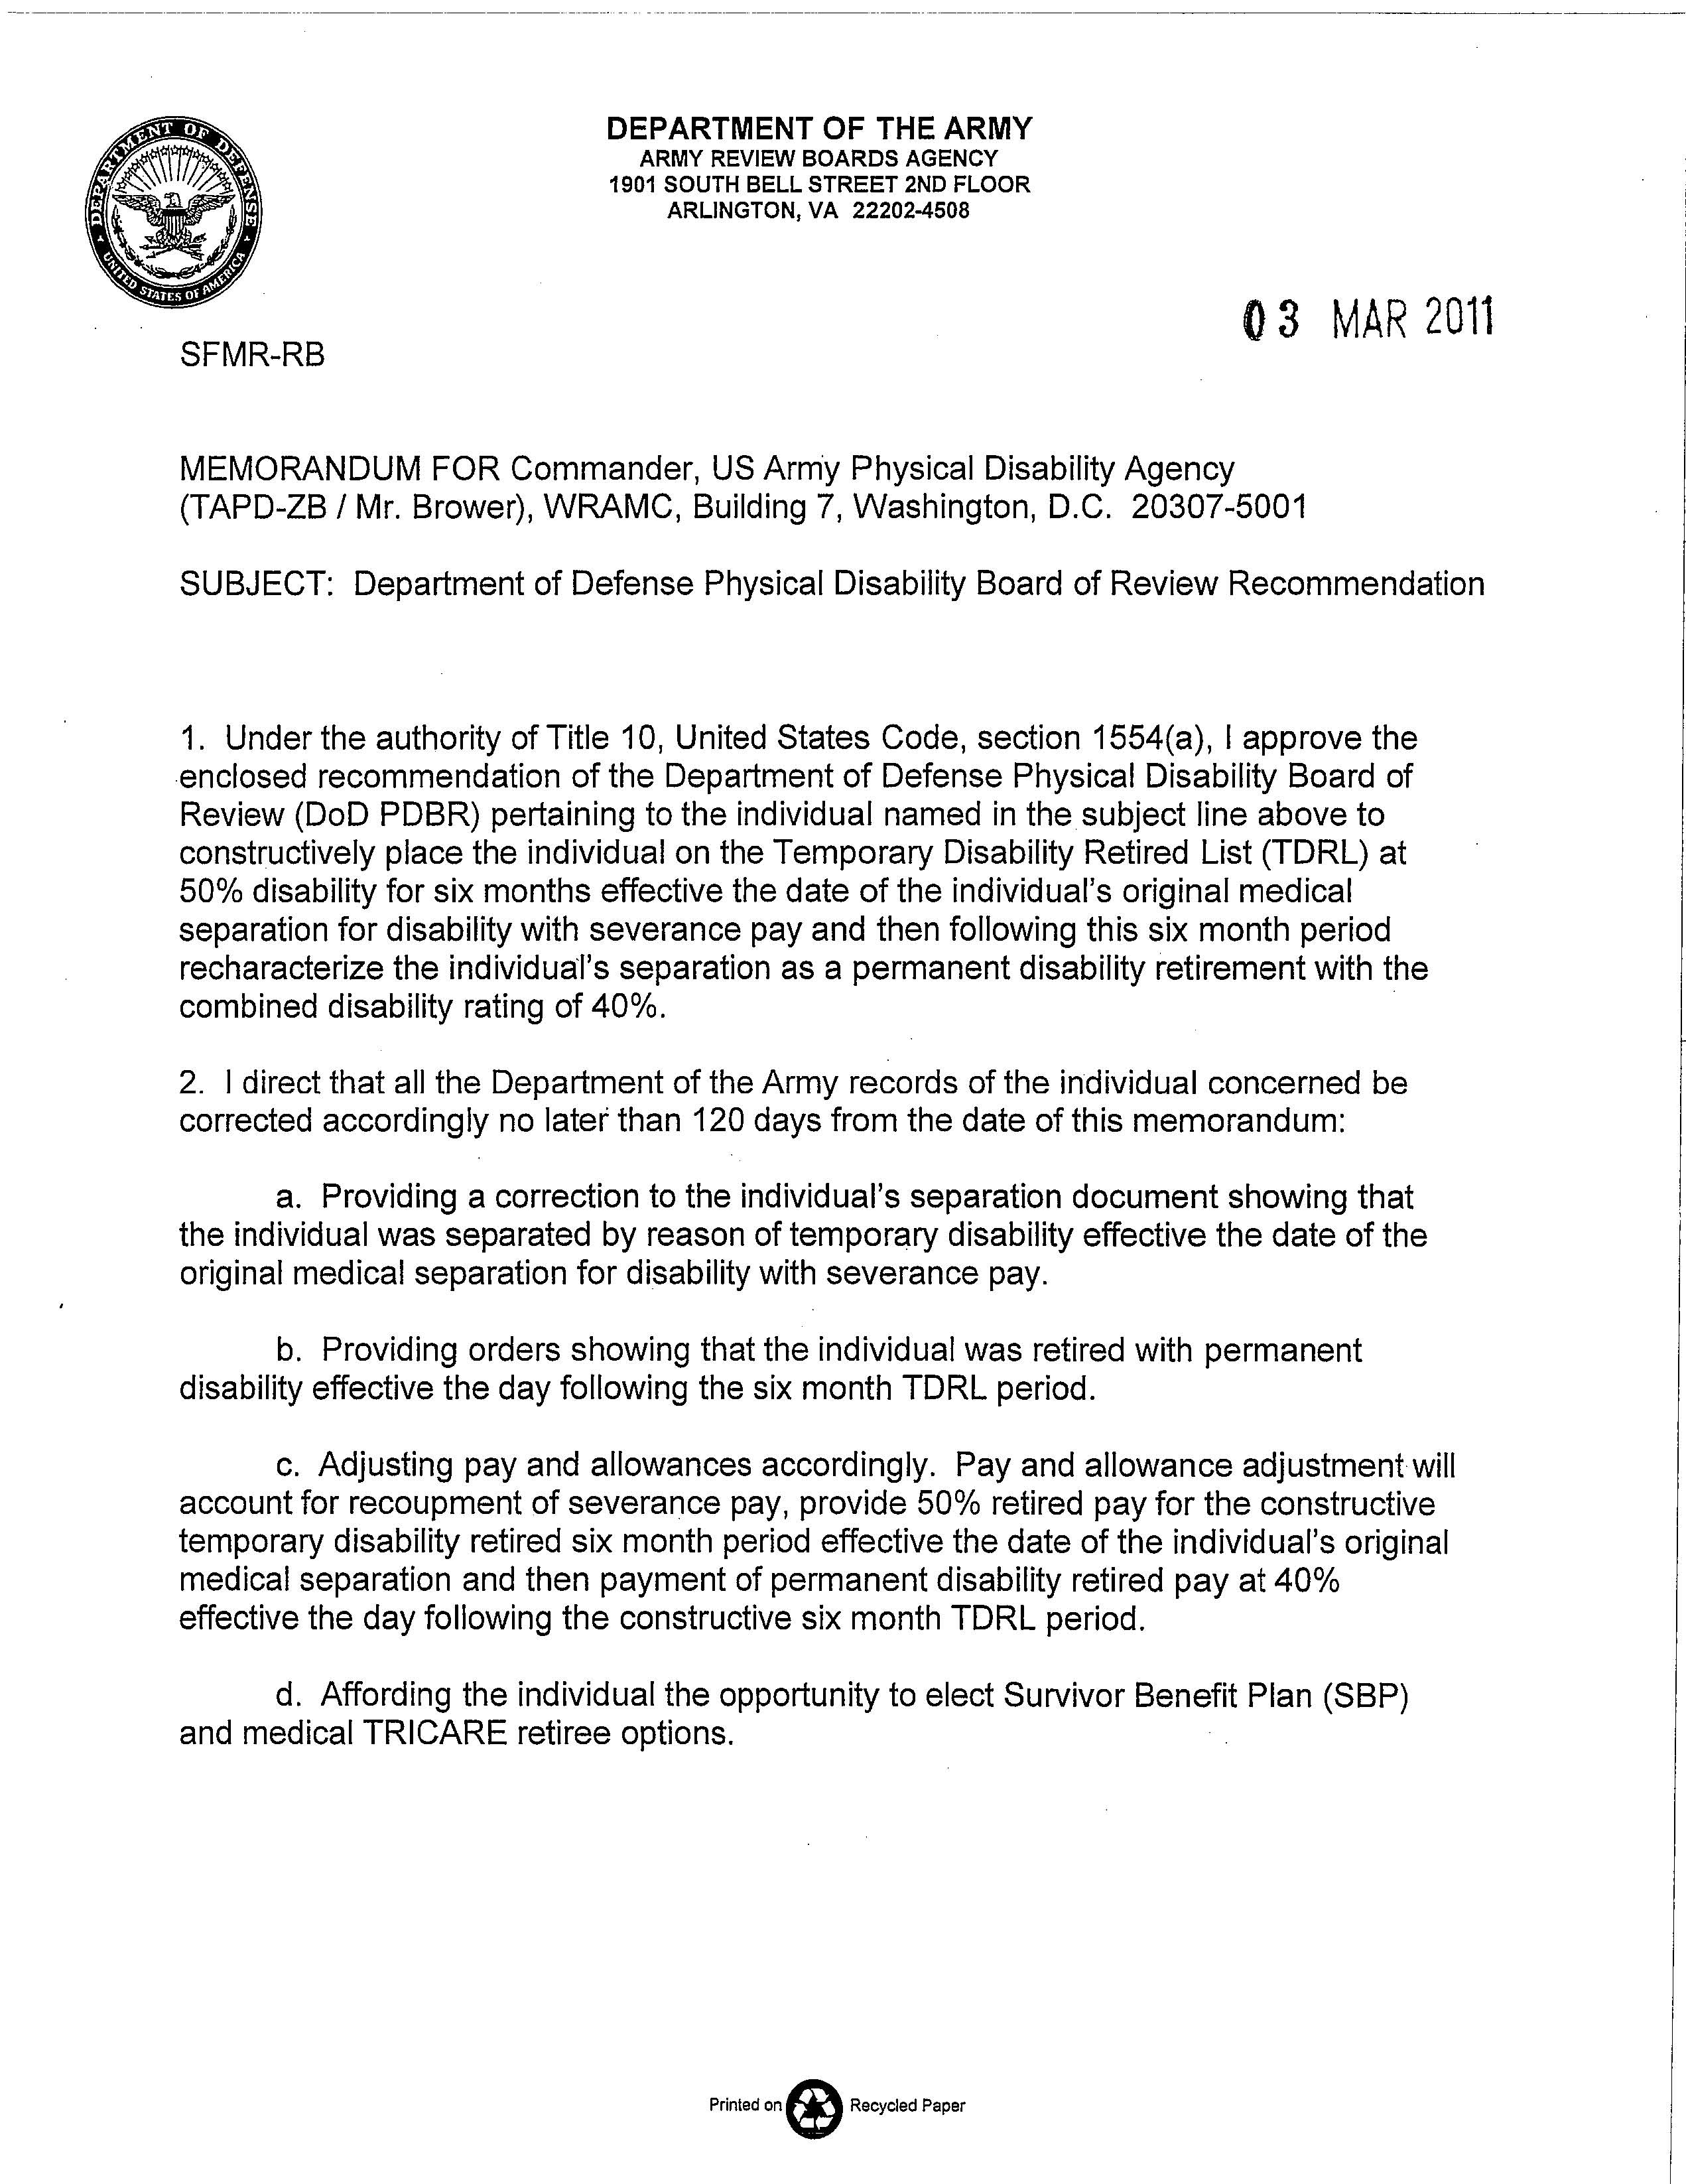 DEPARTMENT OF DEFENSE
UNITED STATES OF AMERICA
DEPARTMENT OF THE ARMY
ARMY REVIEW BOARDS AGENCY
1901 SOUTH BELL STREET 2ND FLOOR
ARLINGTON, VA 22202-4508
03 MAR 2011
SFMR-RB
MEMORANDUM FOR Commander, US Army Physical Disability Agency
(TAPD-ZB / Mr. Brower), WRAMC, Building 7, Washington, D.C. 20307-5001
SUBJECT: Department of Defense Physical Disability Board of Review Recommendation
1. Under the authority of Title 10, United States Code, section 1554(a), I approve the
enclosed recommendation of the Department of Defense Physical Disability Board of
Review (DoD PDBR) pertaining to the individual named in the subject line above to
constructively place the individual on the Temporary Disability Retired List (TDRL) at
50% disability for six months effective the date of the individual's original medical
separation for disability with severance pay and then following this six month period
recharacterize the individual's separation as a permanent disability retirement with the
combined disability rating of 40%.
2. I direct that all the Department of the Army records of the individual concerned be
corrected accordingly no later than 120 days from the date of this memorandum:
a. Providing a correction to the individual's separation document showing that
the individual was separated by reason of temporary disability effective the date of the
original medical separation for disability with severance pay.
b. Providing orders showing that the individual was retired with permanent
disability effective the day following the six month TDRL period.
c. Adjusting pay and allowances accordingly. Pay and allowance adjustment will
account for recoupment of severance pay, provide 50% retired pay for the constructive
temporary disability retired six month period effective the date of the individual's original
medical separation and then payment of permanent disability retired pay at 40%
effective the day following the constructive six month TDRL period.
d. Affording the individual the opportunity to elect Survivor Benefit Plan (SBP)
and medical TRICARE retiree options.
Printed on Recycled Paper